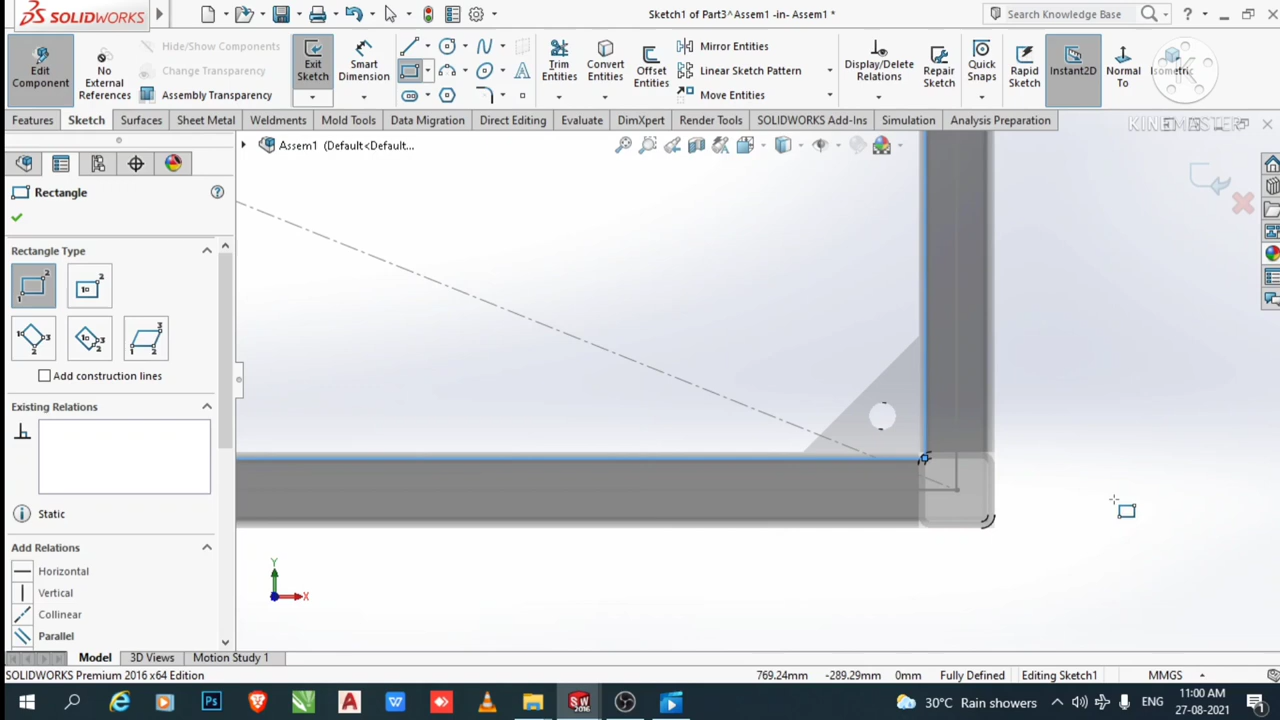 SOLIDWORKS
Sketch1 of Part3^Assem1 -in- Assem1 *
Search Knowledge Base
Edit Component
No External References
Hide/Show Components
Change Transparency
Assembly Transparency
Exit Sketch
Smart Dimension
Trim Entities
Convert Entities
Offset Entities
Mirror Entities
Linear Sketch Pattern
Move Entities
Display/Delete Relations
Repair Sketch
Quick Snaps
Rapid Sketch
Instant2D
Normal To
Isometric
Features
Sketch
Surfaces
Sheet Metal
Weldments
Mold Tools
Data Migration
Direct Editing
Evaluate
DimXpert
Render Tools
SOLIDWORKS Add-Ins
Simulation
Analysis Preparation
KINEMASTER
Assem1 (Default<Default...
Rectangle
Rectangle Type
Add construction lines
Existing Relations
Static
Add Relations
Horizontal
Vertical
Collinear
Parallel
Y
X
Model
3D Views
Motion Study 1
SOLIDWORKS Premium 2016 x64 Edition
769.24mm
-289.29mm
0mm
Fully Defined
Editing Sketch1
MMGS
30°C Rain showers
ENG
11:00 AM
27-08-2021